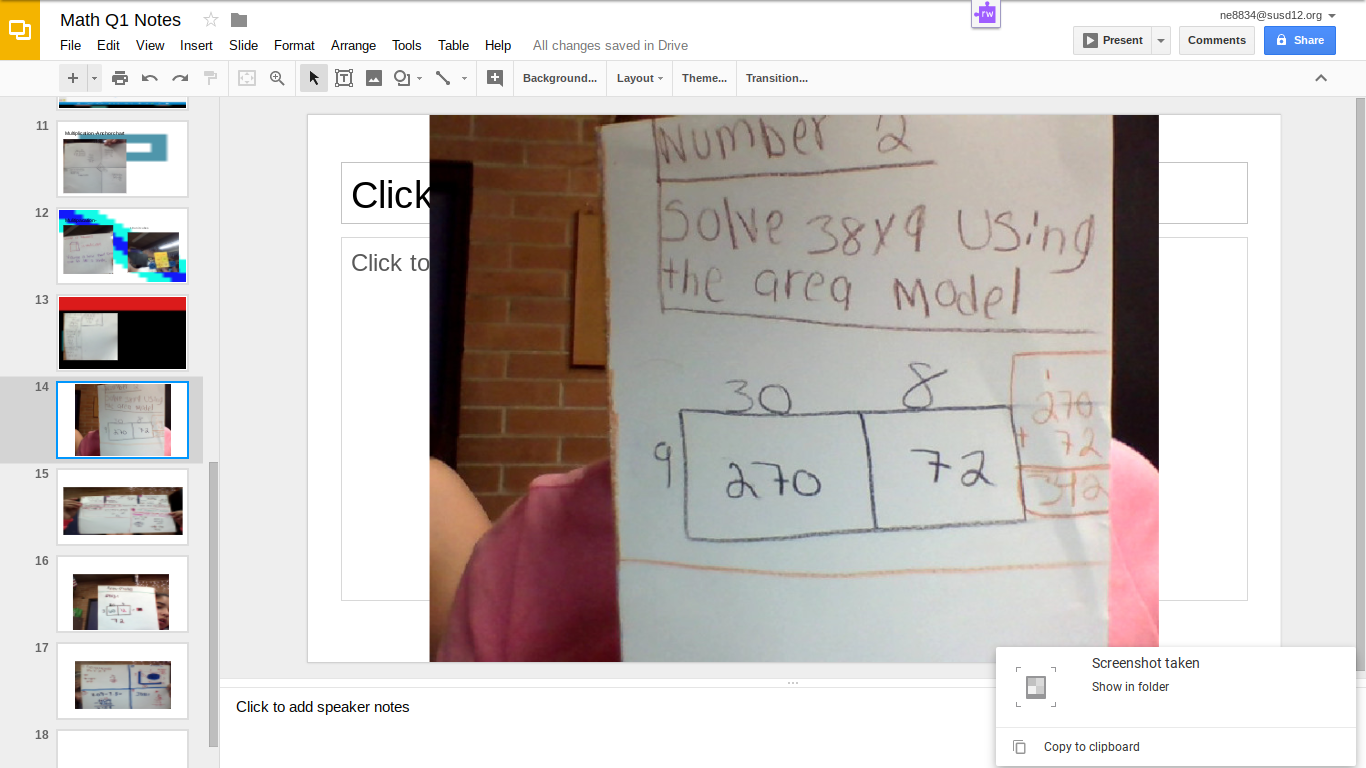 Math Q1 Notes
rw
ne8834@susd12.org
File Edit View Insert Slide Format Arrange Tools Table Help All changes saved in Drive
Present Comments Share
Background... Layout Theme... Transition...
11
Multiplication Anchorchart
12
13
14
15
16
17
18
Click
Click to
Number 2
Solve 38x9 Using
the area Model
30 8
9 270 72
1
270
+ 72
342
Click to add speaker notes
Screenshot taken
Show in folder
Copy to clipboard